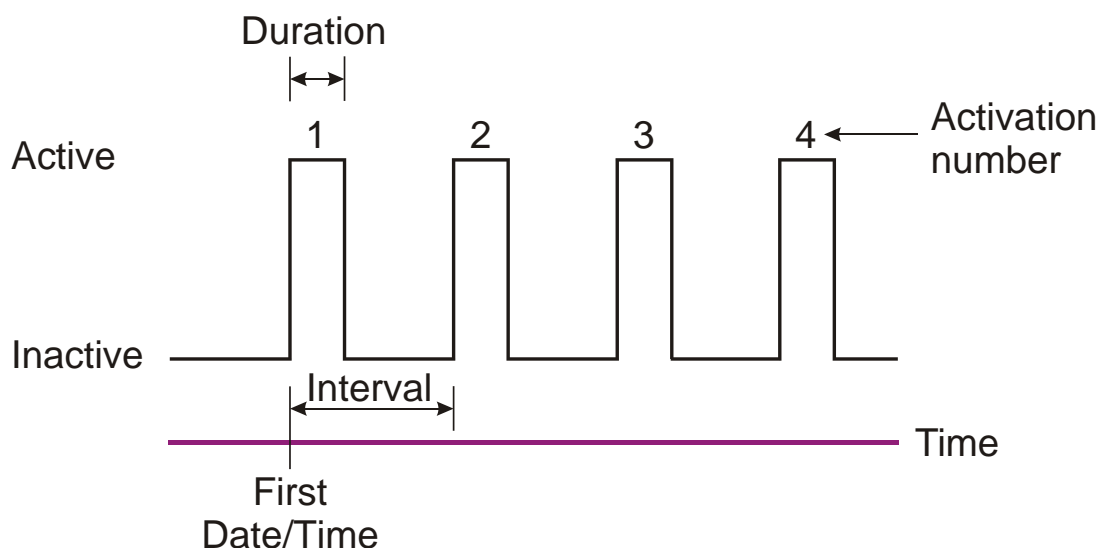 Duration
1
2
3
4
Activation
number
Active
Inactive
Interval
Time
First
Date/Time